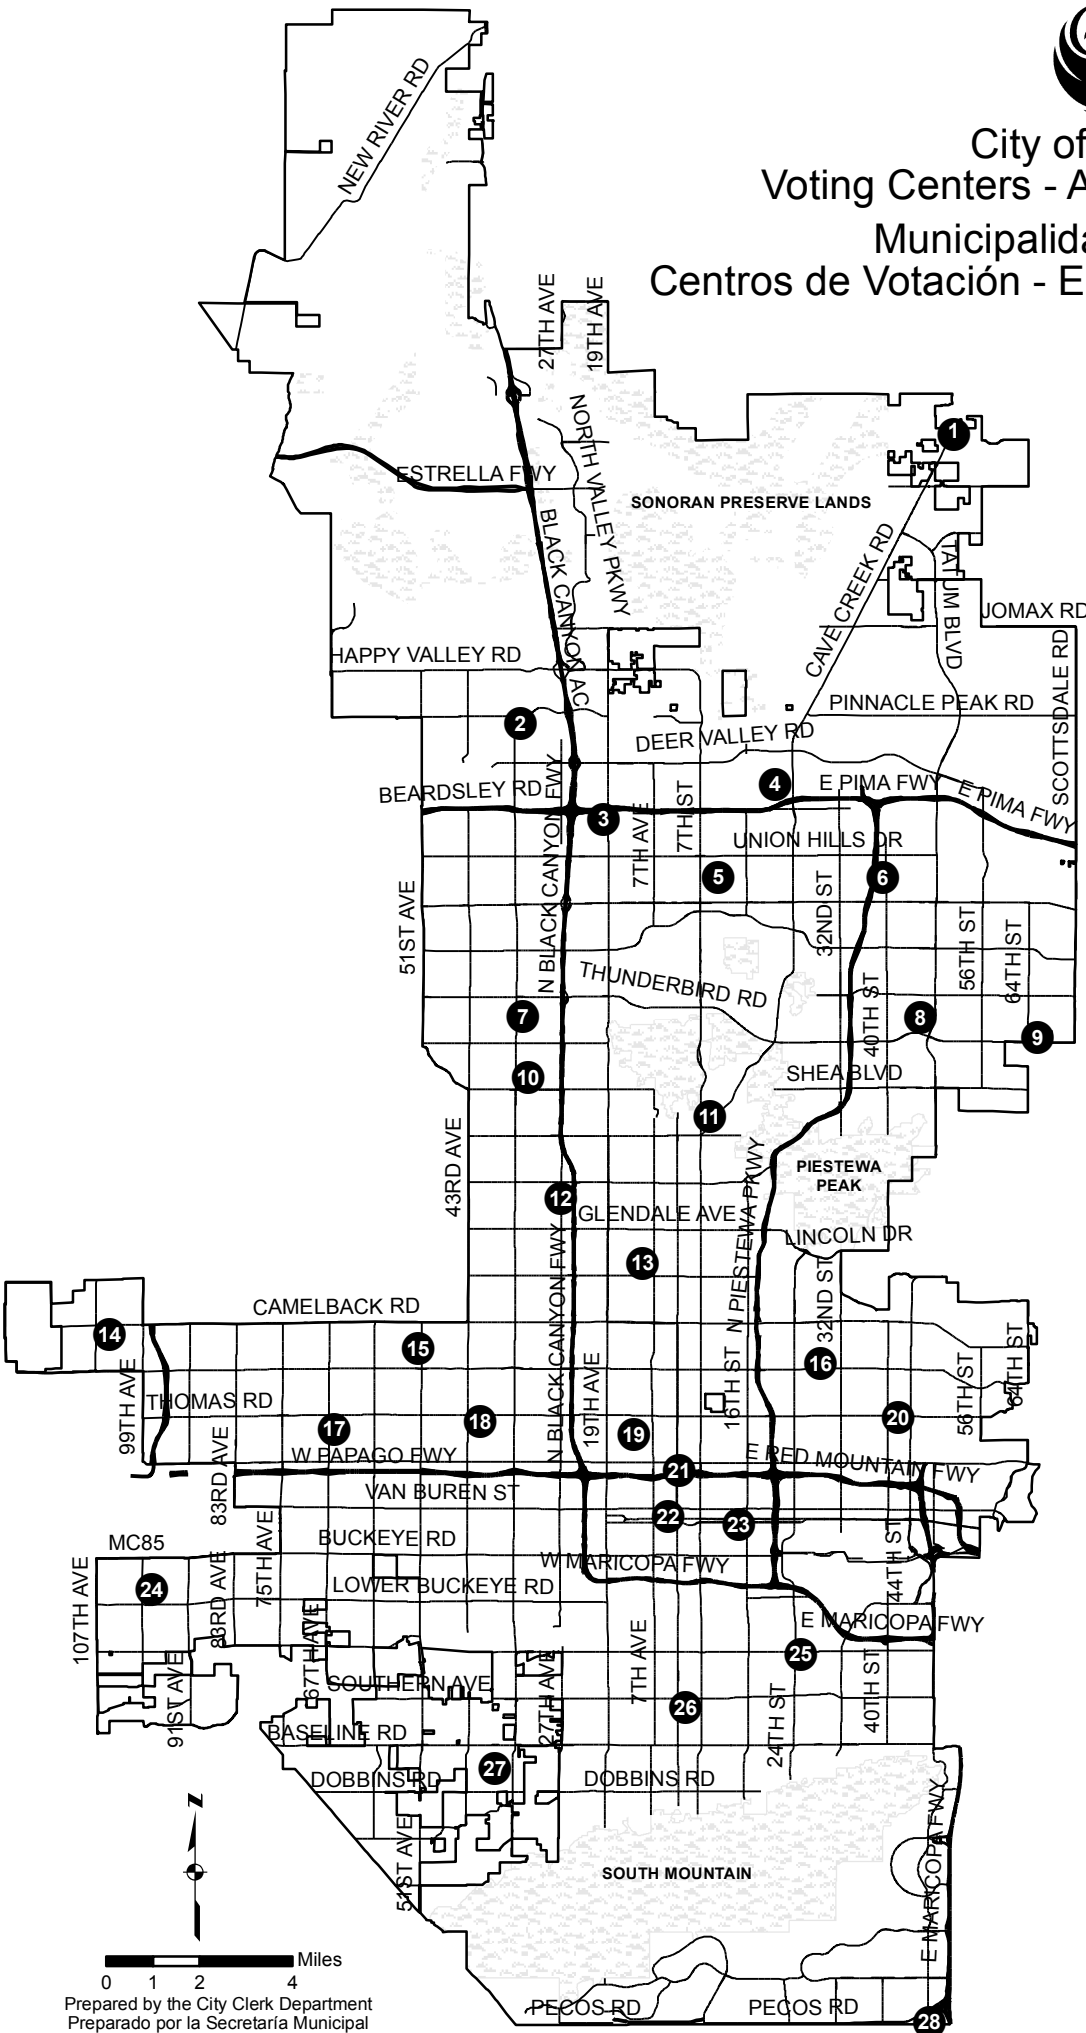 City of
Voting Centers - A
Municipalida
Centros de Votación - E
NEW RIVER RD
27TH AVE
19TH AVE
NORTH VALLEY PKWY
1
ESTRELLA FWY
SONORAN PRESERVE LANDS
BLACK CANYON AC
CAVE CREEK RD
TATUM BLVD
JOMAX RD
HAPPY VALLEY RD
SCOTTSDALE RD
PINNACLE PEAK RD
2
DEER VALLEY RD
BEARDSLEY RD
4
E PIMA FWY
E PIMA FWY
3
7TH AVE
7TH ST
UNION HILLS DR
N BLACK CANYON FWY
5
6
51ST AVE
32ND ST
56TH ST
64TH ST
THUNDERBIRD RD
40TH ST
7
8
9
10
SHEA BLVD
11
43RD AVE
PIESTEWA
PEAK
12
GLENDALE AVE
N PIESTEWA PKWY
LINCOLN DR
13
N BLACK CANYON FWY
32ND ST
CAMELBACK RD
14
15
16
99TH AVE
19TH AVE
16TH ST
56TH ST
64TH ST
THOMAS RD
17
18
19
20
83RD AVE
W PAPAGO FWY
21
E RED MOUNTAIN FWY
VAN BUREN ST
22
23
MC85
75TH AVE
BUCKEYE RD
W MARICOPA FWY
44TH ST
107TH AVE
24
83RD AVE
LOWER BUCKEYE RD
E MARICOPA FWY
67TH AVE
25
91ST AVE
SOUTHERN AVE
27TH AVE
7TH AVE
26
24TH ST
40TH ST
BASELINE RD
27
DOBBINS RD
DOBBINS RD
E MARICOPA FWY
51ST AVE
SOUTH MOUNTAIN
Z
Miles
0 1 2 4
PECOS RD
PECOS RD
28
Prepared by the City Clerk Department
Preparado por la Secretaría Municipal